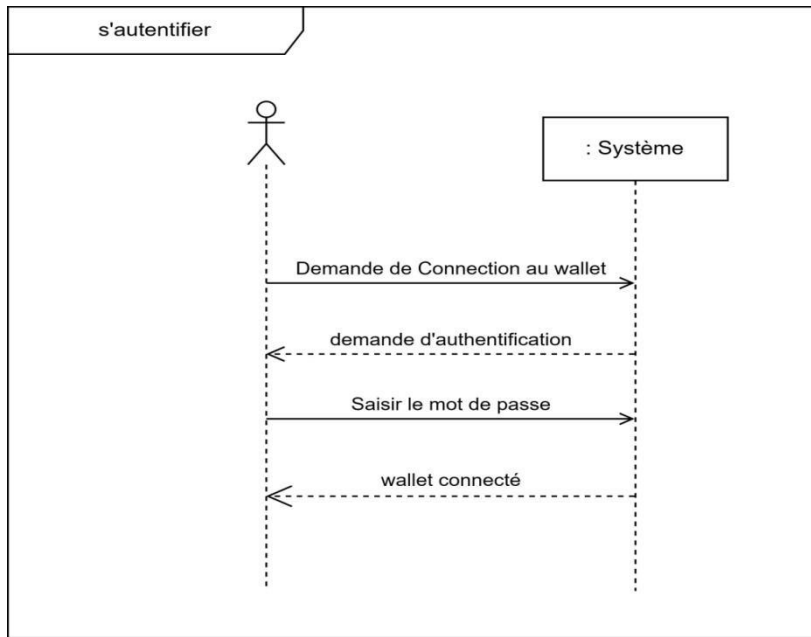 s'autentifier
: Système
Demande de Connection au wallet
demande d'authentification
Saisir le mot de passe
wallet connecté